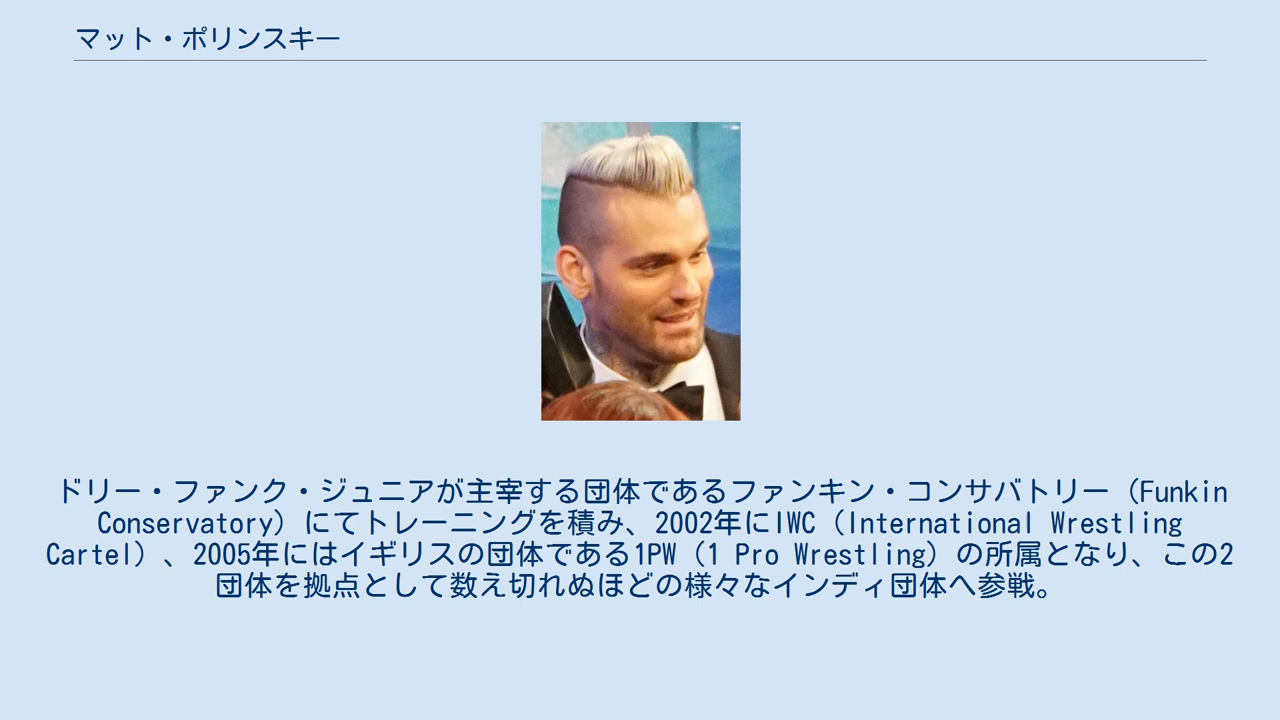 マット・ポリンスキー
ドリー・ファンク・ジュニアが主宰する団体であるファンキン・コンサバトリー（Funkin
Conservatory）にてトレーニングを積み、2002年にIWC（International Wrestling
Cartel）、2005年にはイギリスの団体である1PW（1 Pro Wrestling）の所属となり、この2
団体を拠点として数え切れぬほどの様々なインディ団体へ参戦。